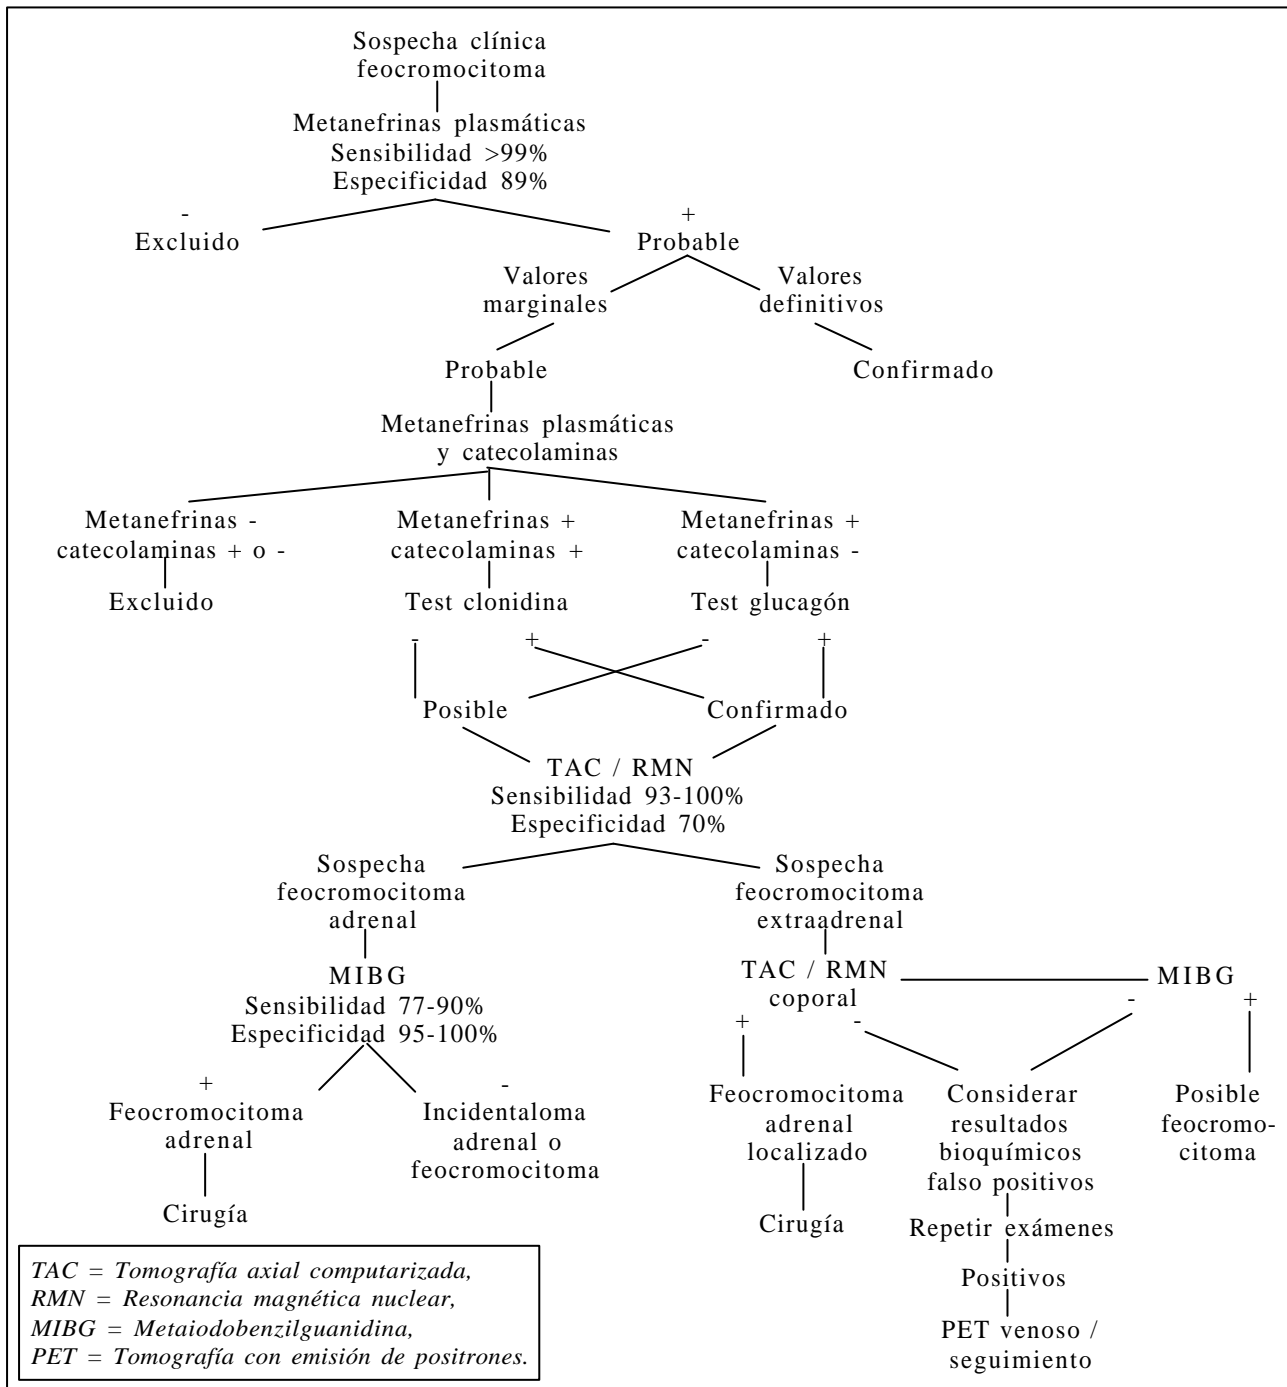 Sospecha clínica
feocromocitoma
Metanefrinas plasmáticas
Sensibilidad >99%
Especificidad 89%
-
Excluido
+
Probable
Valores
marginales
Valores
definitivos
Probable
Confirmado
Metanefrinas plasmáticas
y catecolaminas
Metanefrinas -
catecolaminas + o -
Metanefrinas +
catecolaminas +
Metanefrinas +
catecolaminas -
Excluido
Test clonidina
Test glucagón
-
+
-
+
Posible
Confirmado
TAC / RMN
Sensibilidad 93-100%
Especificidad 70%
Sospecha
feocromocitoma
adrenal
Sospecha
feocromocitoma
extraadrenal
MIBG
Sensibilidad 77-90%
Especificidad 95-100%
TAC / RMN
coporal
MIBG
+
-
-
+
+
Feocromocitoma
adrenal
-
Incidentaloma
adrenal o
feocromocitoma
Feocromocitoma
adrenal
localizado
Considerar
resultados
bioquímicos
falso positivos
Posible
feocromo-
citoma
Cirugía
Cirugía
Repetir exámenes
Positivos
PET venoso /
seguimiento
TAC = Tomografía axial computarizada,
RMN = Resonancia magnética nuclear,
MIBG = Metaiodobenzilguanidina,
PET = Tomografía con emisión de positrones.